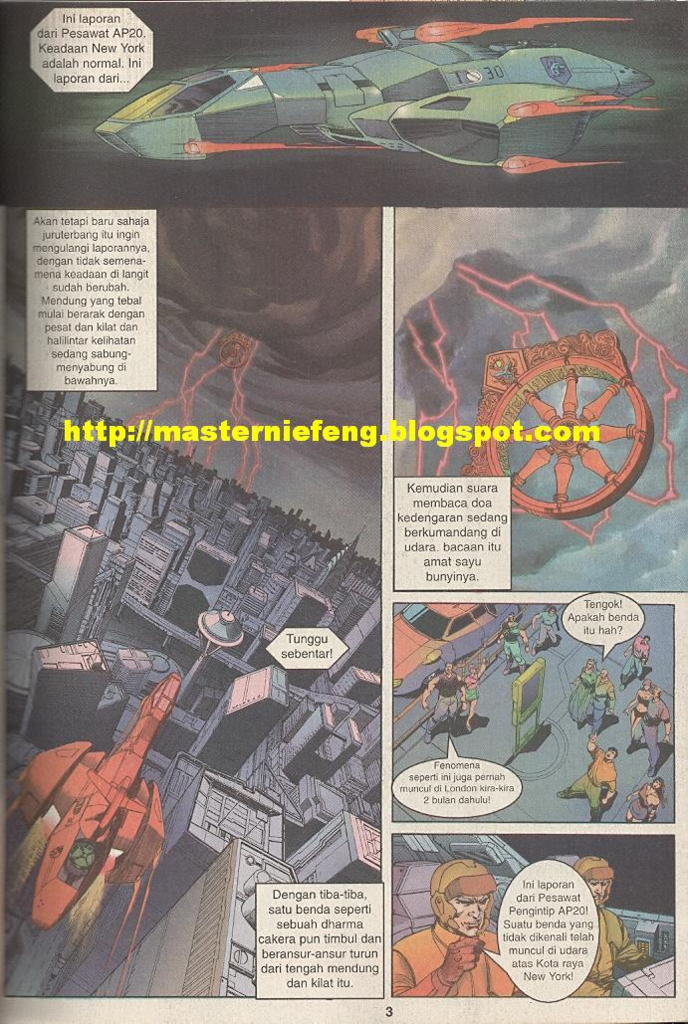 Ini laporan
dari Pesawat AP20.
Keadaan New York
adalah normal. Ini
laporan dari...
30
Akan tetapi baru sahaja
juruterbang itu ingin
mengulangi laporannya,
dengan tidak semena-
mena keadaan di langit
sudah berubah.
Mendung yang tebal
mulai berarak dengan
pesat dan kilat dan
halilintar kelihatan
sedang sabung-
menyabung di
bawahnya.
http://masterniefeng.blogspot.com
Kemudian suara
membaca doa
kedengaran sedang
berkumandang di
udara. bacaan itu
amat sayu
bunyinya.
Tunggu
sebentar!
Dengan tiba-tiba,
satu benda seperti
sebuah dharma
cakera pun timbul dan
beransur-ansur turun
dari tengah mendung
dan kilat itu.
Tengok!
Apakah benda
itu hah?
Fenomena
seperti ini juga pernah
muncul di London kira-kira
2 bulan dahulu!
Ini laporan
dari Pesawat
Pengintip AP20!
Suatu benda yang
tidak dikenali telah
muncul di udara
atas Kota raya
New York!
3